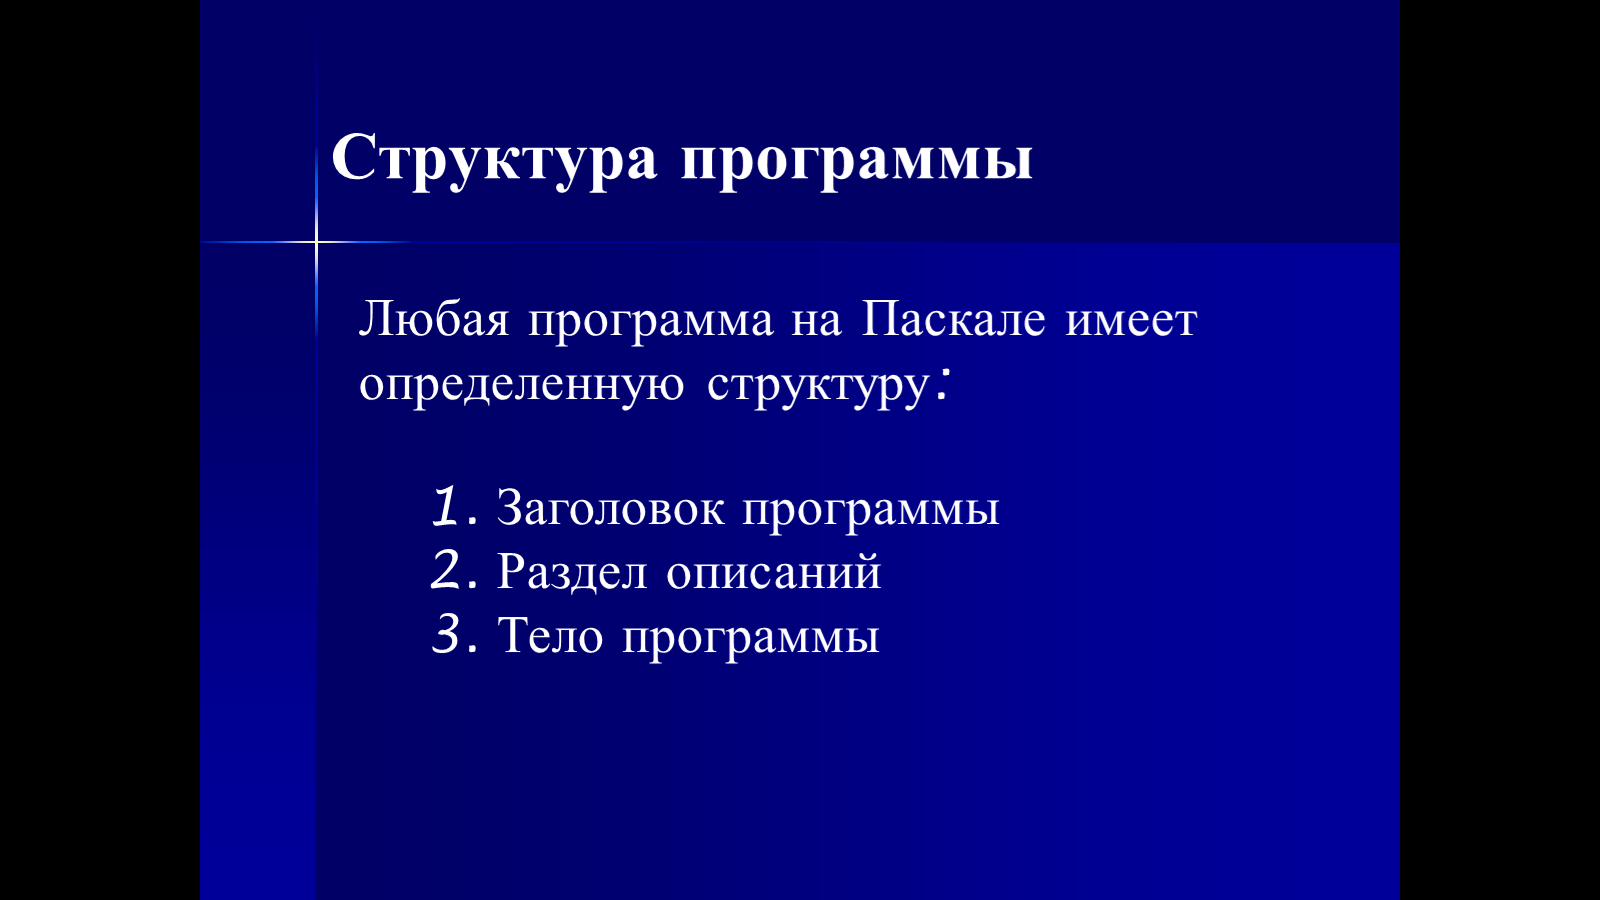 Структура программы
Любая программа на Паскале имеет
определенную структуру:
1. Заголовок программы
2. Раздел описаний
3. Тело программы